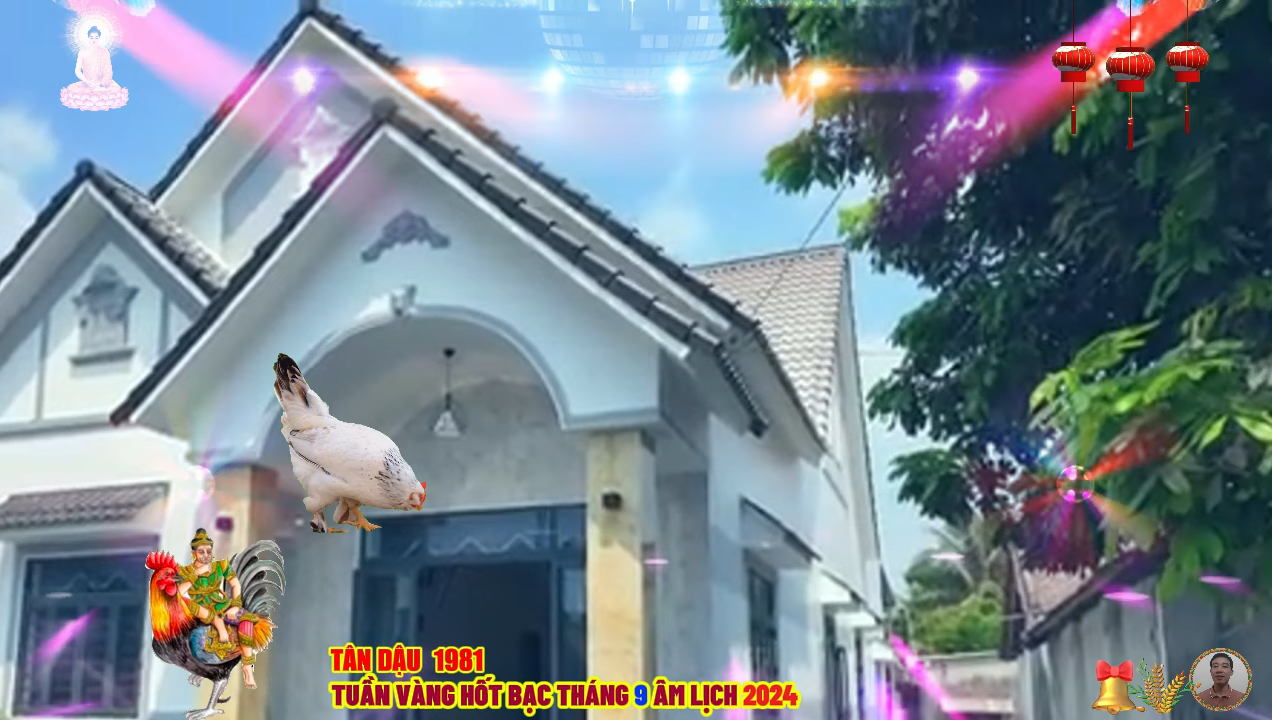 TÂN DẬU 1981
TUẦN VÀNG HỐT BẠC THÁNG 9 ÂM LỊCH 2024